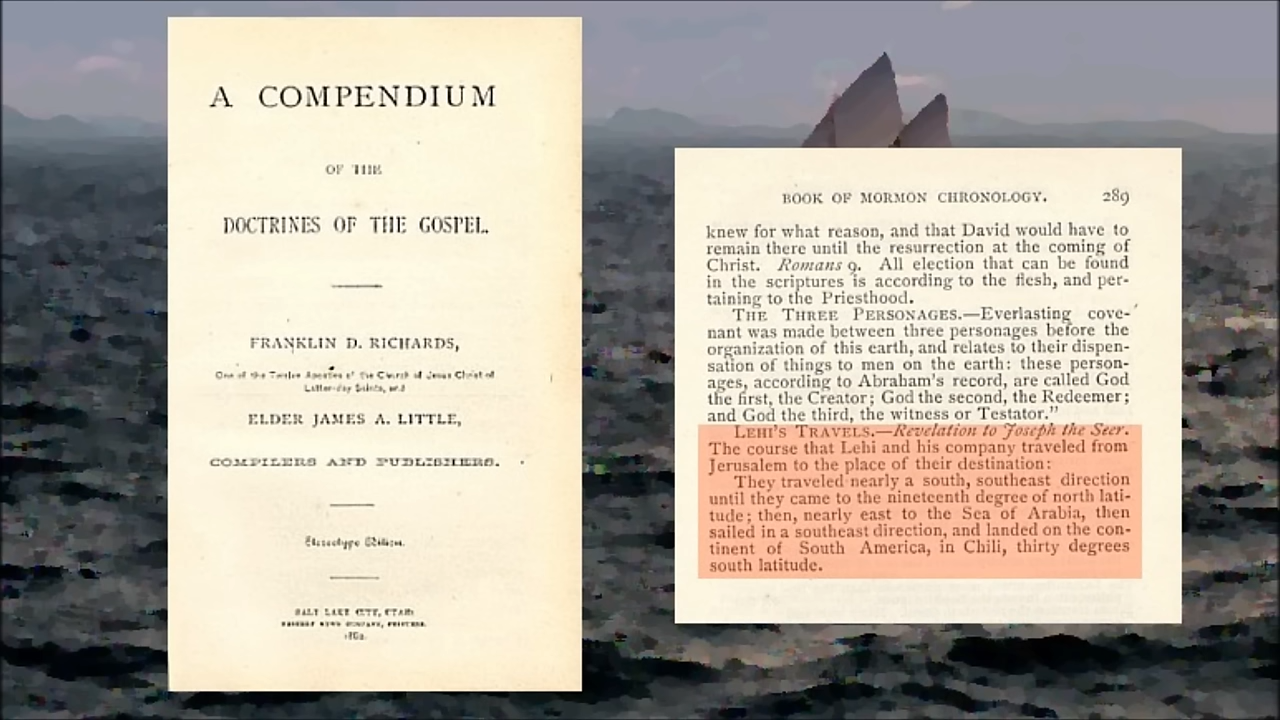 A COMPENDIUM
OF THE
DOCTRINES OF THE GOSPEL.
FRANKLIN D. RICHARDS,
One of the Twelve Apostles of the Church of Jesus Christ of
Latter-day Saints, and
ELDER JAMES A. LITTLE,
COMPILERS AND PUBLISHERS.
Stereotype Edition.
SALT LAKE CITY, UTAH:
DESERET NEWS COMPANY, PRINTERS.
BOOK OF MORMON CHRONOLOGY. 289
knew for what reason, and that David would have to
remain there until the resurrection at the coming of
Christ. Romans 9. All election that can be found
in the scriptures is according to the flesh, and per-
taining to the Priesthood.
THE THREE PERSONAGES.—Everlasting cove-
nant was made between three personages before the
organization of this earth, and relates to their dispen-
sation of things to men on the earth: these person-
ages, according to Abraham's record, are called God
the first, the Creator; God the second, the Redeemer;
and God the third, the witness or Testator."
LEHI'S TRAVELS.—Revelation to Joseph the Seer.
The course that Lehi and his company traveled from
Jerusalem to the place of their destination:
They traveled nearly a south, southeast direction
until they came to the nineteenth degree of north lati-
tude; then, nearly east to the Sea of Arabia, then
sailed in a southeast direction, and landed on the con-
tinent of South America, in Chili, thirty degrees
south latitude.